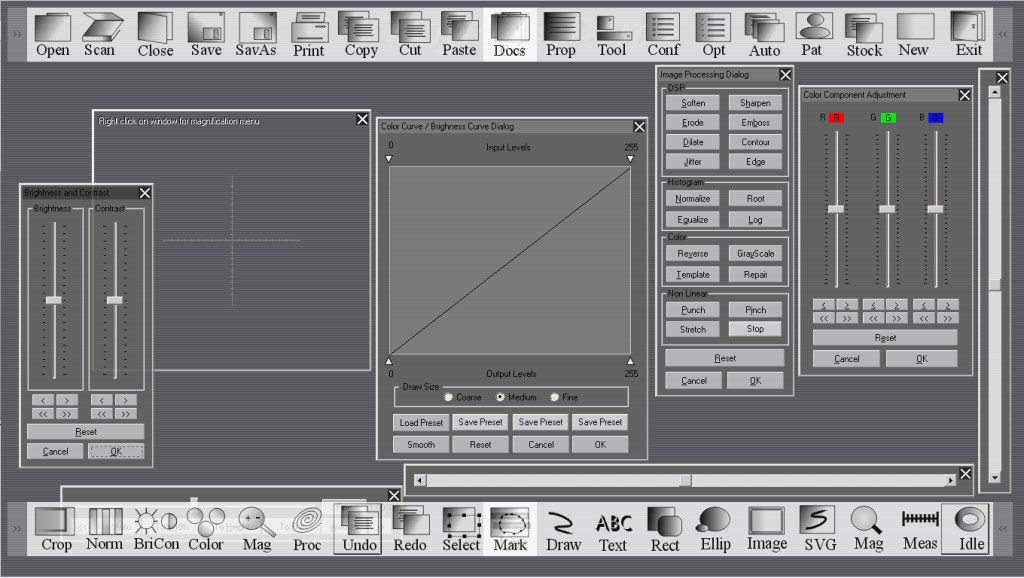 Open Scan Close Save SavAs Print Copy Cut Paste Docs Prop Tool Conf Opt Auto Pat Stock New Exit
Right click on window for magnification menu
Brightness and Contrast
Brightness Contrast
< > < >
<< >> << >>
Reset
Cancel OK
Color Curve / Brighness Curve Dialog
0 Input Levels 255
0 Output Levels 255
Draw Size
Coarse Medium Fine
Load Preset Save Preset Save Preset Save Preset
Smooth Reset Cancel OK
Image Processing Dialog
DSP
Soften Sharpen
Erode Emboss
Dilate Contour
Jitter Edge
Histogram
Normalize Root
Equalize Log
Color
Reverse GrayScale
Template Repair
Non Linear
Punch Pinch
Stretch Stop
Reset
Cancel OK
Color Component Adjustment
R R G G B B
< > < > < >
<< >> << >> << >>
Reset
Cancel OK
Crop Norm BriCon Color Mag Proc Undo Redo Select Mark Draw Text Rect Ellip Image SVG Mag Meas Idle
ABC